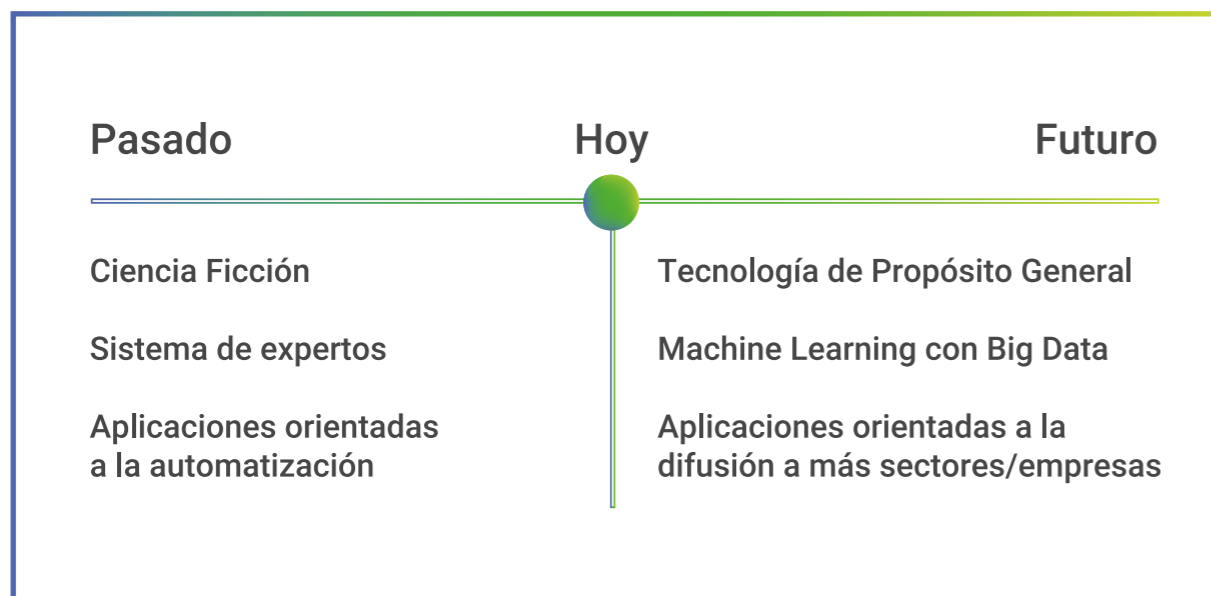 Pasado
Hoy
Futuro
Ciencia Ficción
Sistema de expertos
Aplicaciones orientadas
a la automatización
Tecnología de Propósito General
Machine Learning con Big Data
Aplicaciones orientadas a la
difusión a más sectores/empresas